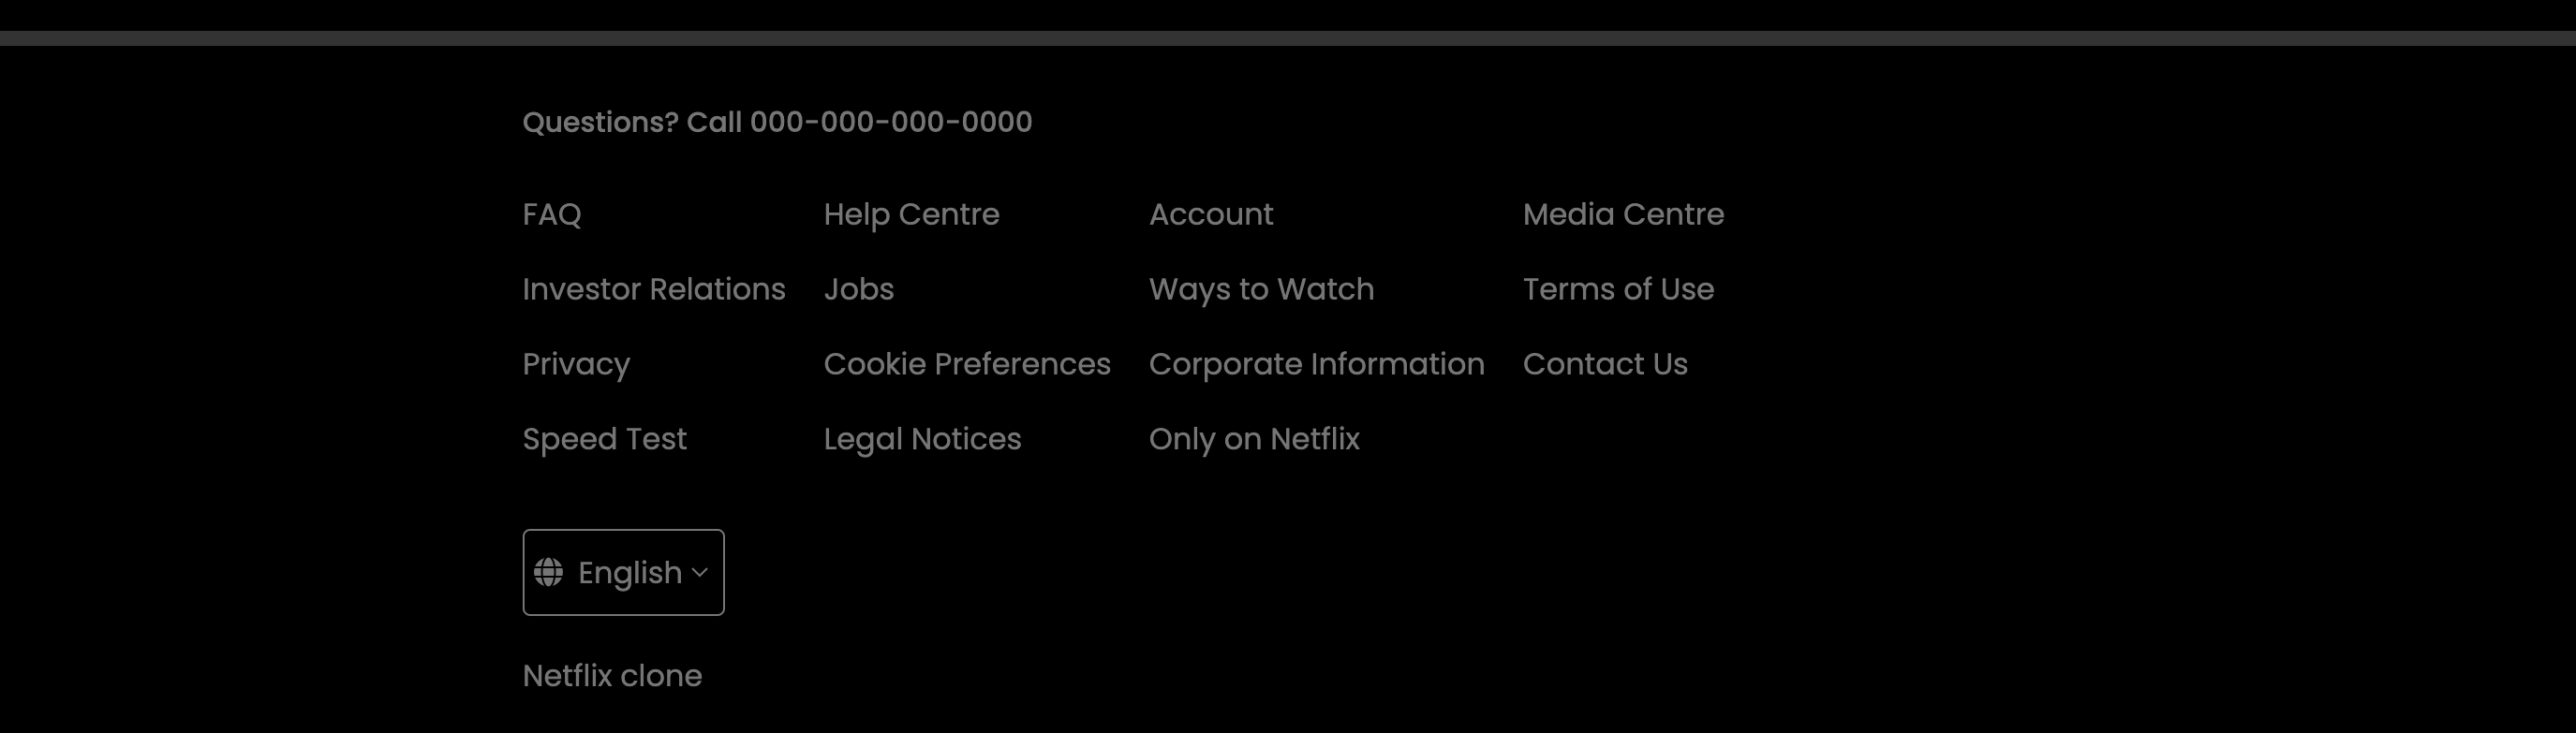 Questions? Call 000-000-000-0000
FAQ Help Centre Account Media Centre
Investor Relations Jobs Ways to Watch Terms of Use
Privacy Cookie Preferences Corporate Information Contact Us
Speed Test Legal Notices Only on Netflix
English
Netflix clone